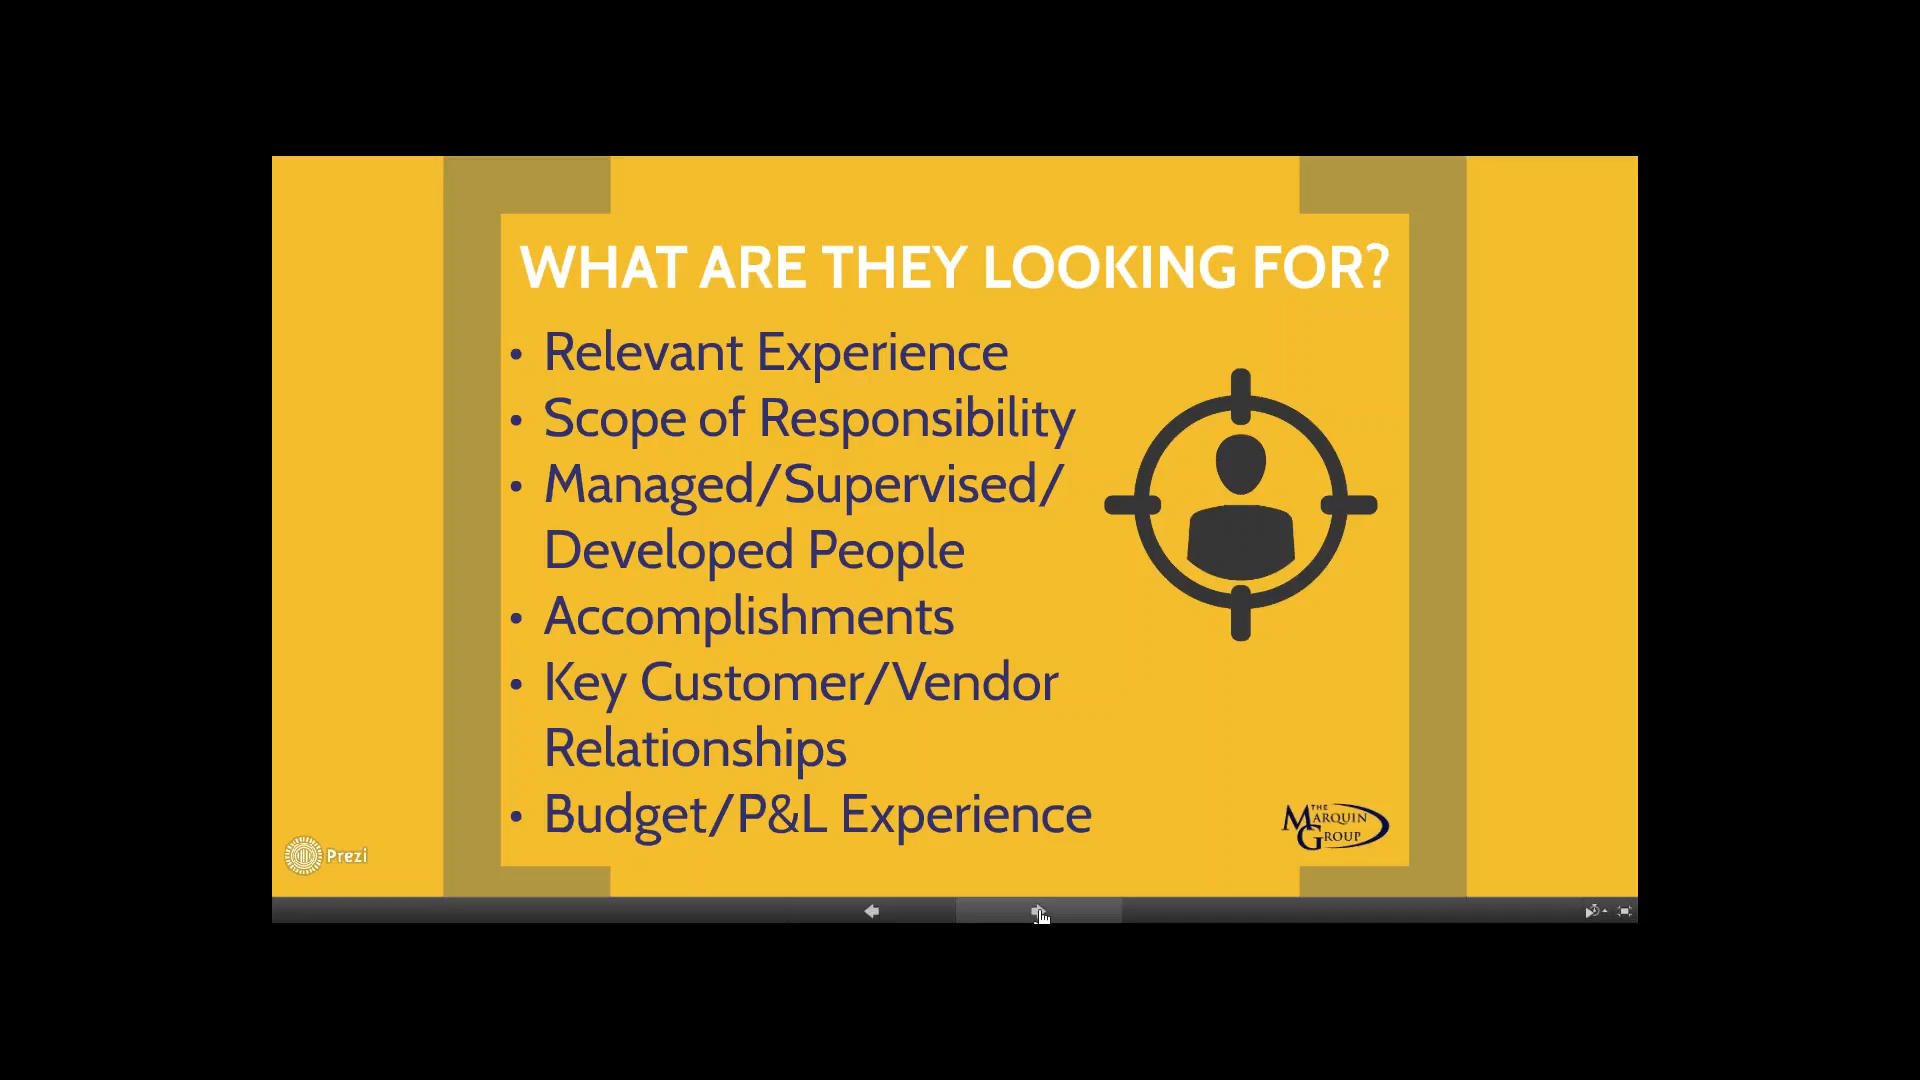 WHAT ARE THEY LOOKING FOR?
• Relevant Experience
• Scope of Responsibility
• Managed/Supervised/
Developed People
• Accomplishments
• Key Customer/Vendor
Relationships
• Budget/P&L Experience
THE
MARQUIN
GROUP
Prezi